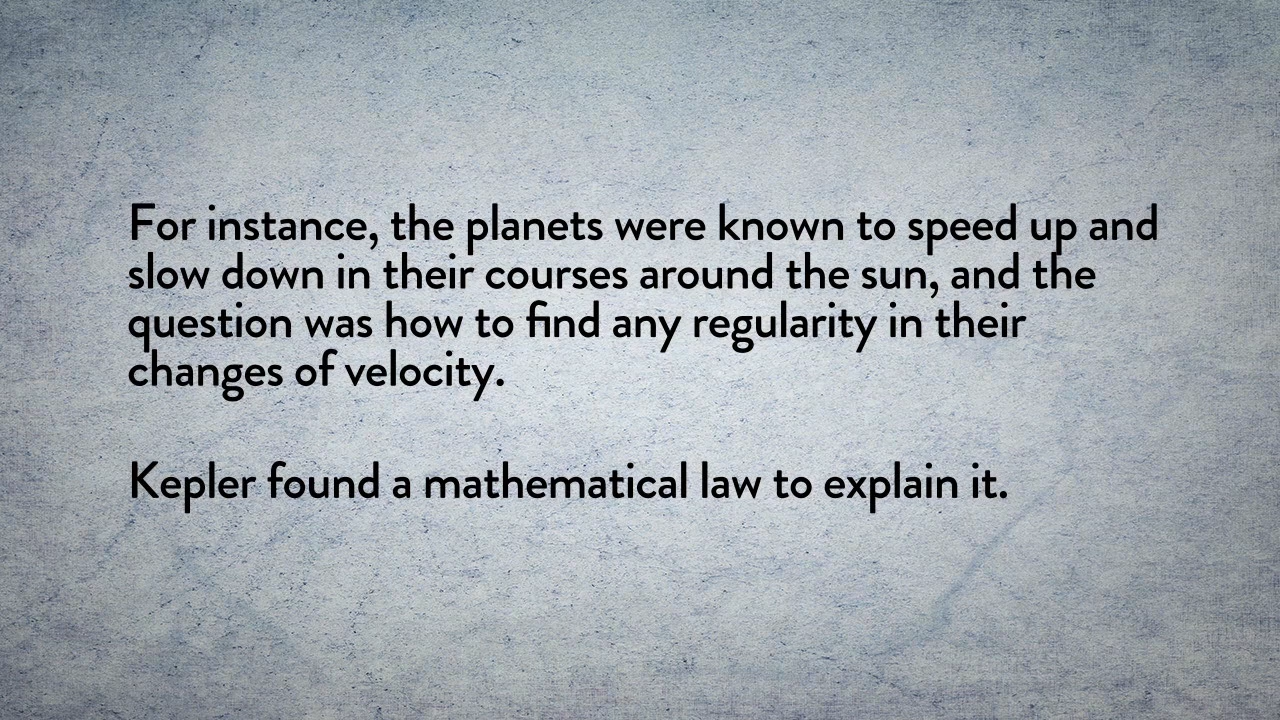 For instance, the planets were known to speed up and
slow down in their courses around the sun, and the
question was how to find any regularity in their
changes of velocity.
Kepler found a mathematical law to explain it.